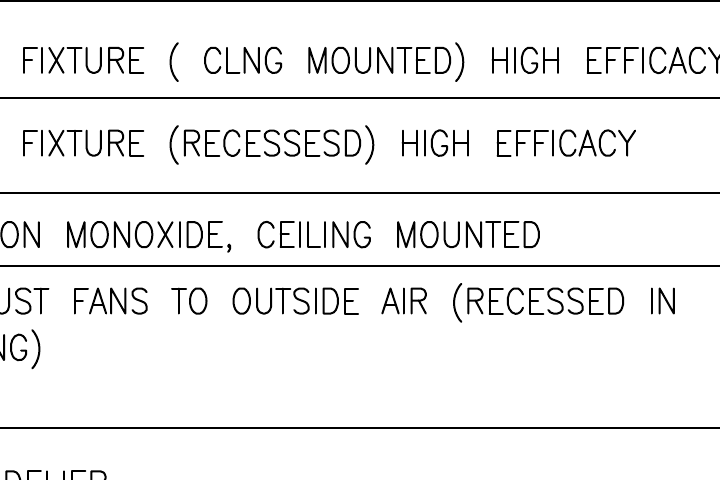 FIXTURE ( CLNG MOUNTED) HIGH EFFICACY
FIXTURE (RECESSESD) HIGH EFFICACY
ON MONOXIDE, CEILING MOUNTED
UST FANS TO OUTSIDE AIR (RECESSED IN
NG)